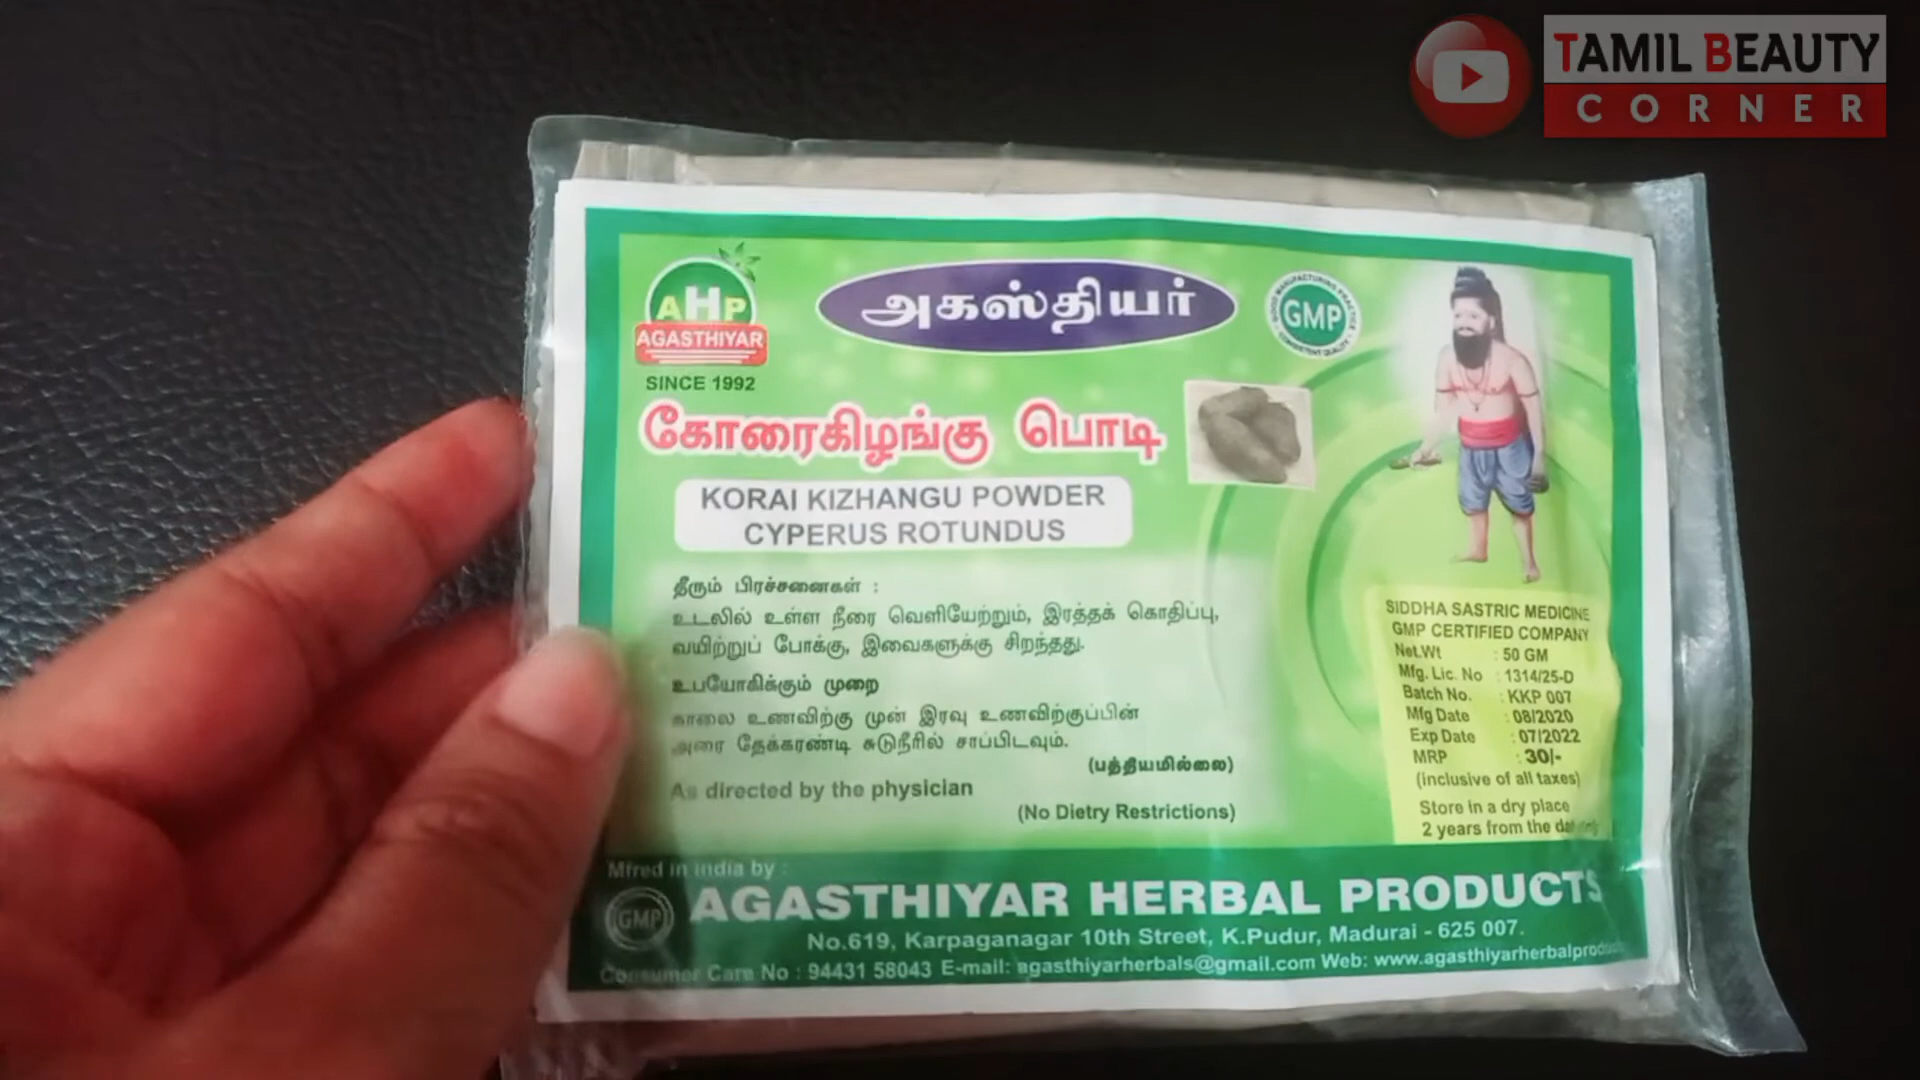 TAMIL BEAUTY
CORNER
AHP
AGASTHIYAR
SINCE 1992
அகஸ்தியர்
GOOD MANUFACTURING PRACTICE
GMP
கோரைகிழங்கு பொடி
KORAI KIZHANGU POWDER
CYPERUS ROTUNDUS
தீரும் பிரச்சனைகள் :
உடலில் உள்ள நீரை வெளியேற்றும், இரத்தக் கொதிப்பு,
வயிற்றுப் போக்கு, இவைகளுக்கு சிறந்தது.
உபயோகிக்கும் முறை
காலை உணவிற்கு முன் இரவு உணவிற்குப்பின்
அரை தேக்கரண்டி சுடுநீரில் சாப்பிடவும்.
(பத்தியமில்லை)
As directed by the physician
(No Dietry Restrictions)
SIDDHA SASTRIC MEDICINE
GMP CERTIFIED COMPANY
Net.Wt : 50 GM
Mfg. Lic. No : 1314/25-D
Batch No. : KKP 007
Mfg Date : 08/2020
Exp Date : 07/2022
MRP : 30/-
(inclusive of all taxes)
Store in a dry place
2 years from the
Mfred in india by :
GMP
AGASTHIYAR HERBAL PRODUCTS
No.619, Karpaganagar 10th Street, K.Pudur, Madurai - 625 007.
Consumer Care No : 94431 58043 E-mail: agasthiyarherbals@gmail.com Web: